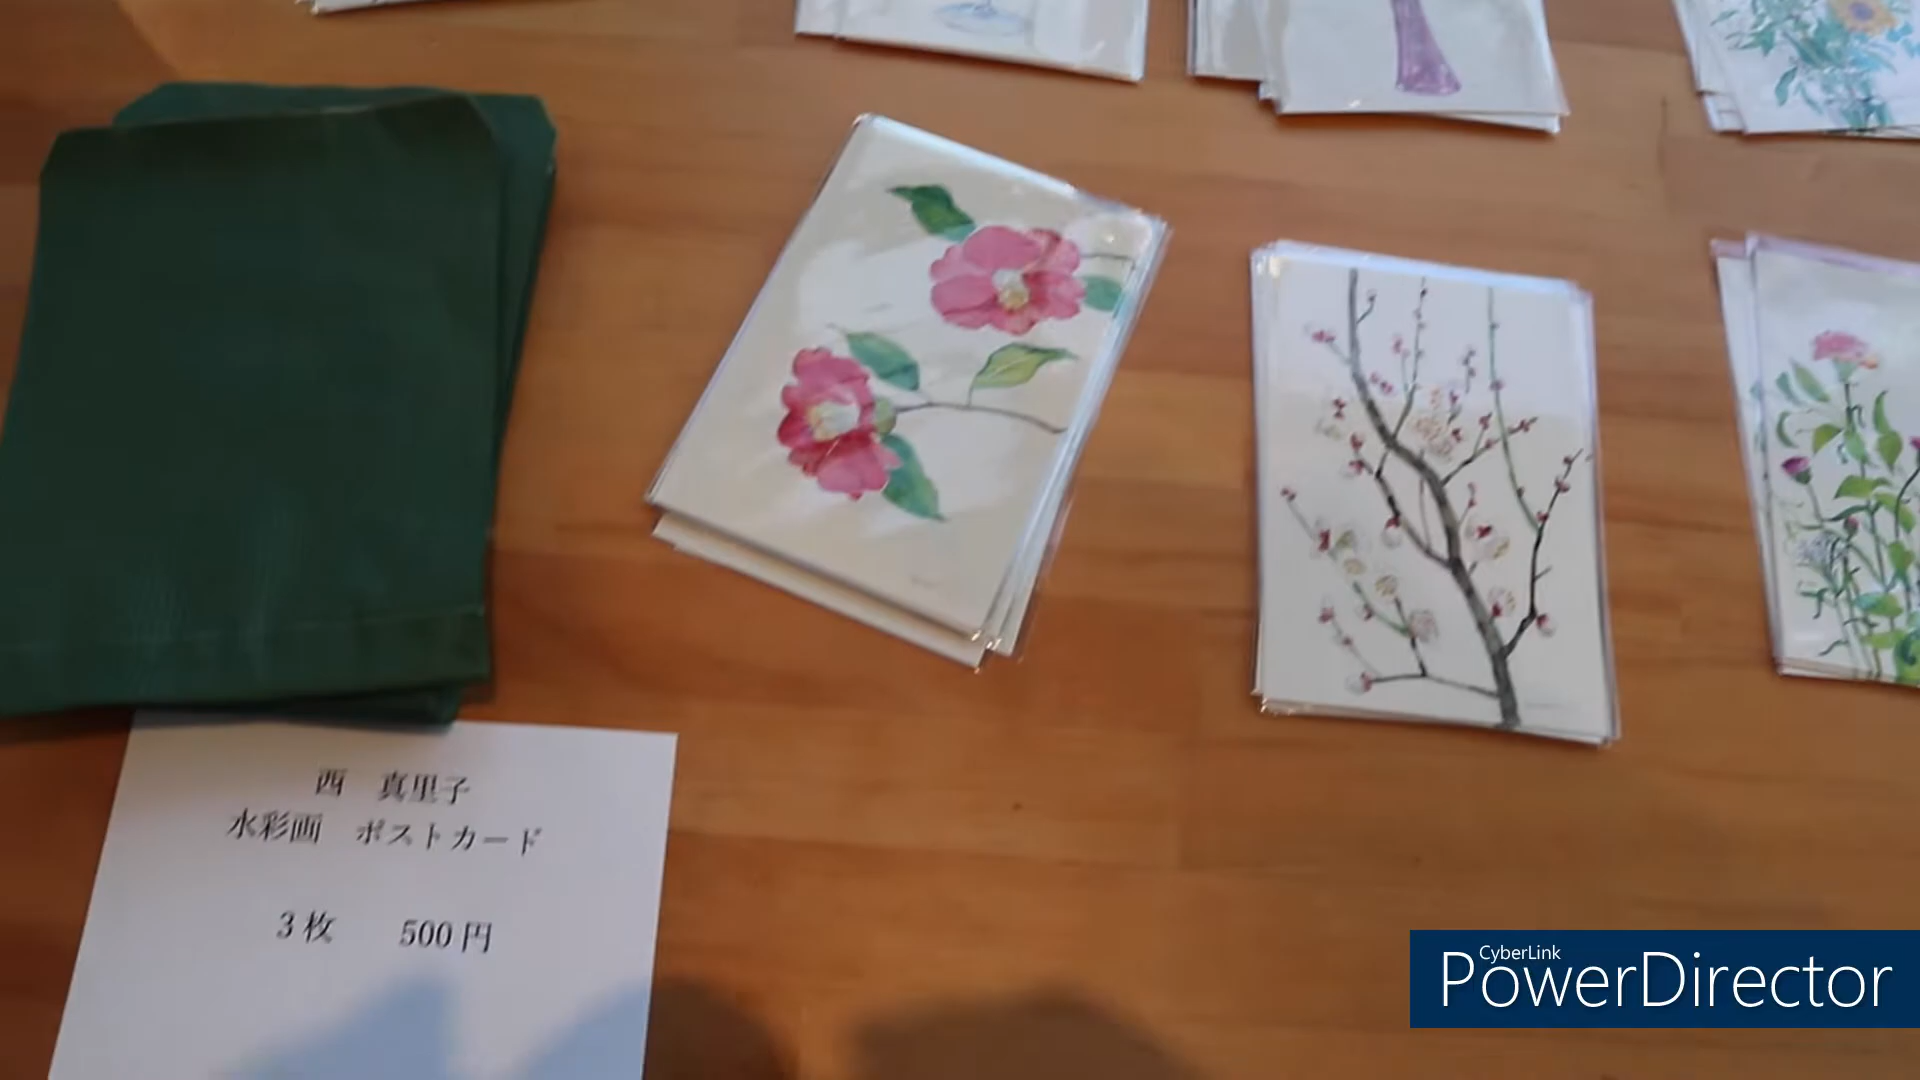 西　真里子
水彩画　ポストカード
3枚　500円
CyberLink
PowerDirector